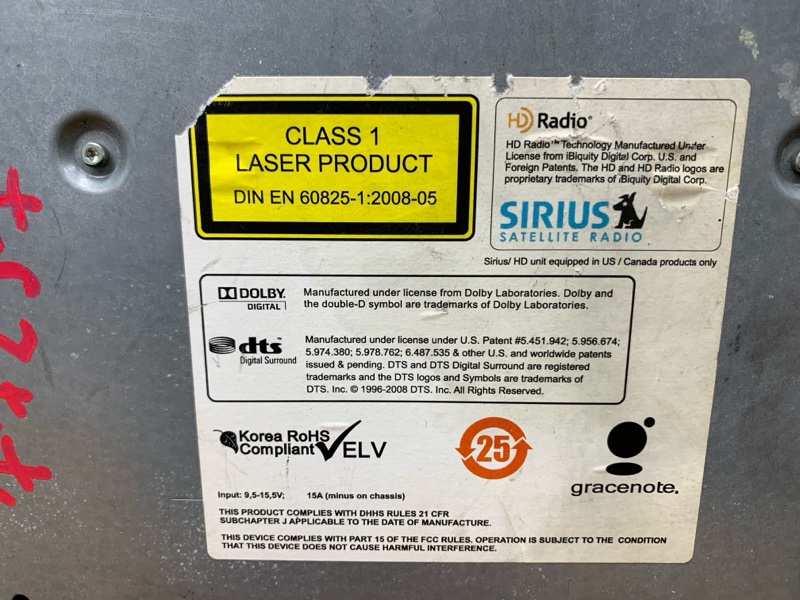 CLASS 1
LASER PRODUCT
DIN EN 60825-1:2008-05
HD Radio®
HD Radio™ Technology Manufactured Under
License from iBiquity Digital Corp. U.S. and
Foreign Patents. The HD and HD Radio logos are
proprietary trademarks of iBiquity Digital Corp.
SIRIUS
SATELLITE RADIO
Sirius/ HD unit equipped in US / Canada products only
DOLBY.
DIGITAL
Manufactured under license from Dolby Laboratories. Dolby and
the double-D symbol are trademarks of Dolby Laboratories.
dts
Digital Surround
Manufactured under license under U.S. Patent #5.451.942; 5.956.674;
5.974.380; 5.978.762; 6.487.535 & other U.S. and worldwide patents
issued & pending. DTS and DTS Digital Surround are registered
trademarks and the DTS logos and Symbols are trademarks of
DTS. Inc. © 1996-2008 DTS. Inc. All Rights Reserved.
Korea RoHS
Compliant
ELV
25
gracenote.
Input: 9,5-15,5V; 15A (minus on chassis)
THIS PRODUCT COMPLIES WITH DHHS RULES 21 CFR
SUBCHAPTER J APPLICABLE TO THE DATE OF MANUFACTURE.
THIS DEVICE COMPLIES WITH PART 15 OF THE FCC RULES. OPERATION IS SUBJECT TO THE CONDITION
THAT THIS DEVICE DOES NOT CAUSE HARMFUL INTERFERENCE.